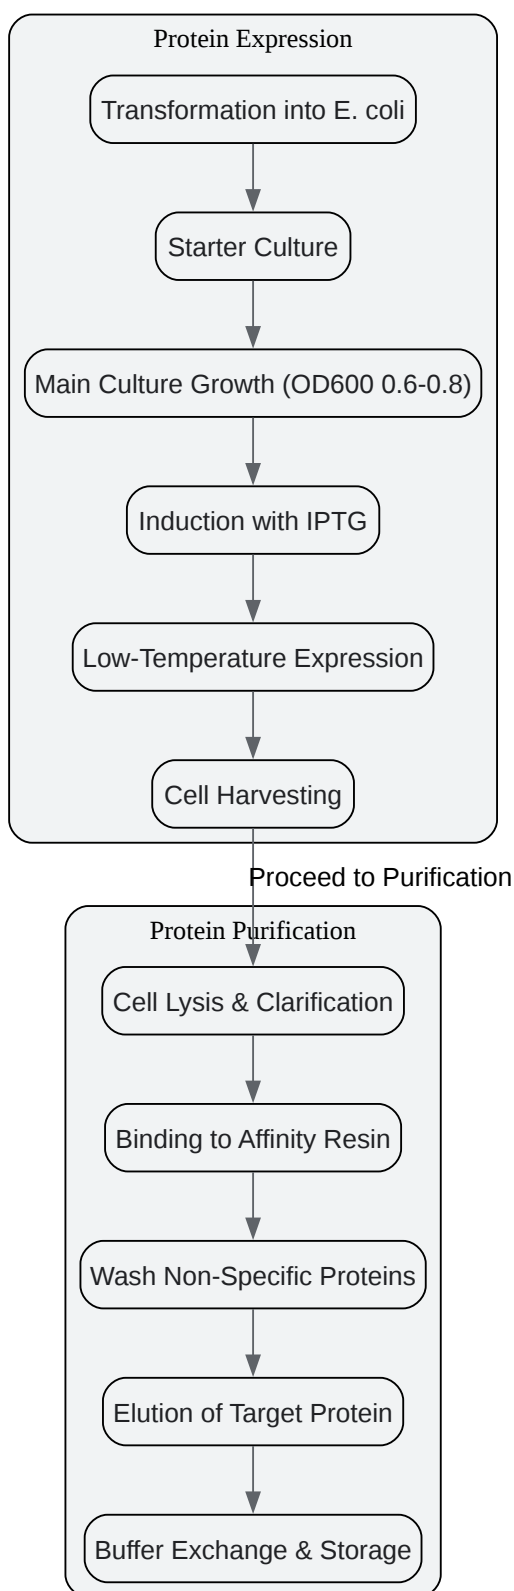 Protein Expression
Transformation into E. coli
Starter Culture
Main Culture Growth (OD600 0.6-0.8)
Induction with IPTG
Low-Temperature Expression
Cell Harvesting
Proceed to Purification
Protein Purification
Cell Lysis & Clarification
Binding to Affinity Resin
Wash Non-Specific Proteins
Elution of Target Protein
Buffer Exchange & Storage